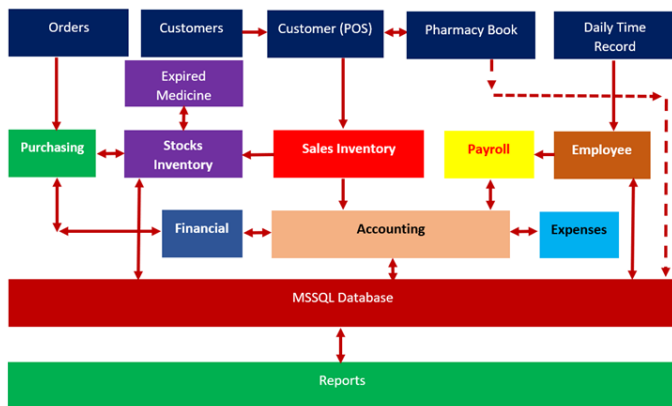 Orders
Customers
Customer (POS)
Pharmacy Book
Daily Time
Record
Expired
Medicine
Purchasing
Stocks
Inventory
Sales Inventory
Payroll
Employee
Financial
Accounting
Expenses
MSSQL Database
Reports